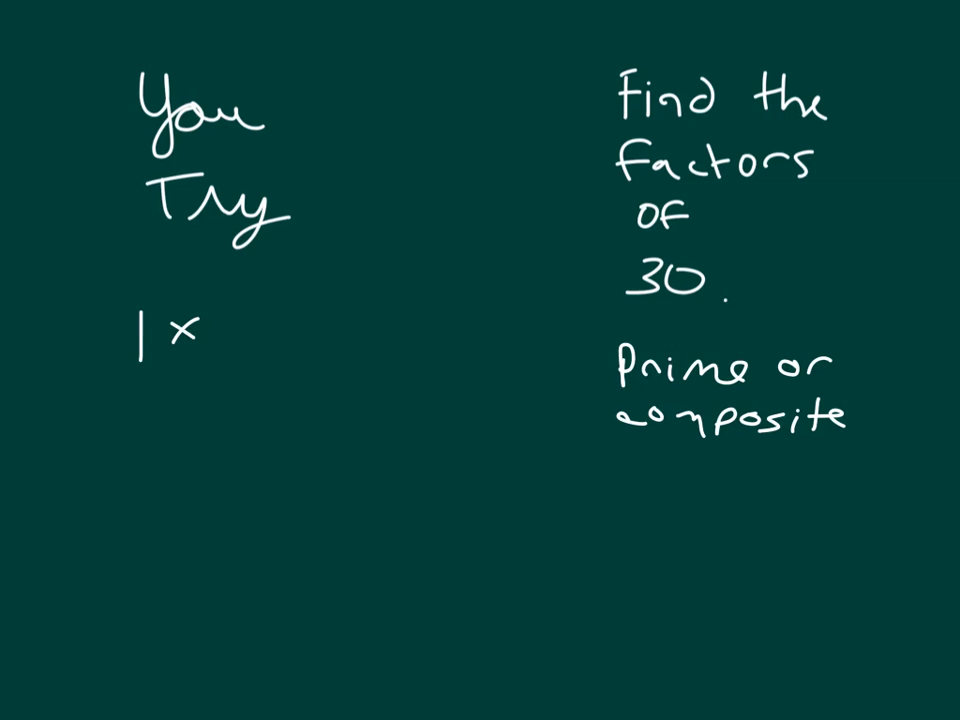 You
Try
1 ×
Find the
Factors
of
30.
Prime or
composite